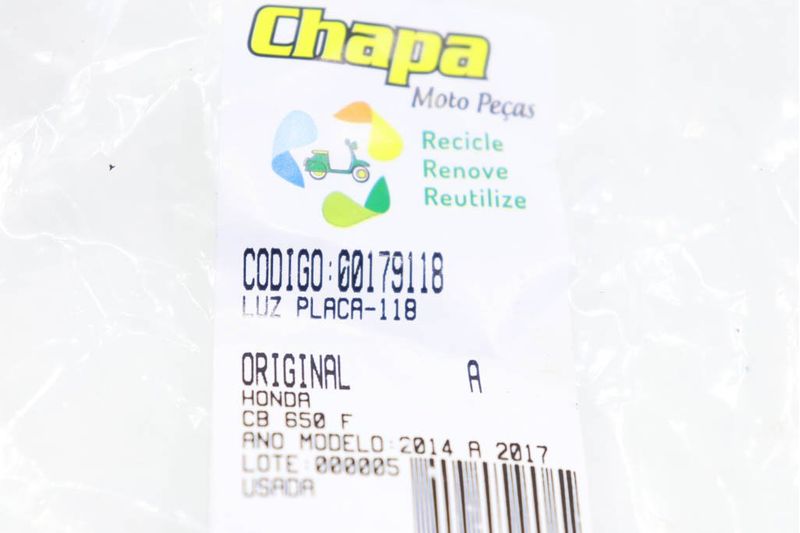 Chapa
Moto Peças
Recicle
Renove
Reutilize
CODIGO:00179118
LUZ PLACA-118
ORIGINAL A
HONDA
CB 650 F
ANO MODELO:2014 A 2017
LOTE:000005
USADA